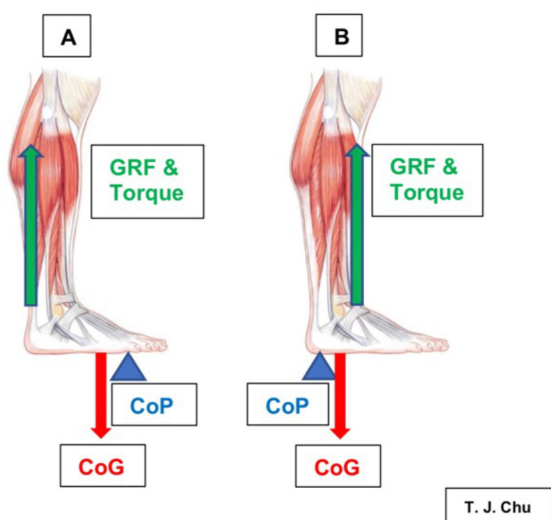 A
B
GRF &
Torque
GRF &
Torque
CoP
CoP
CoG
CoG
T. J. Chu